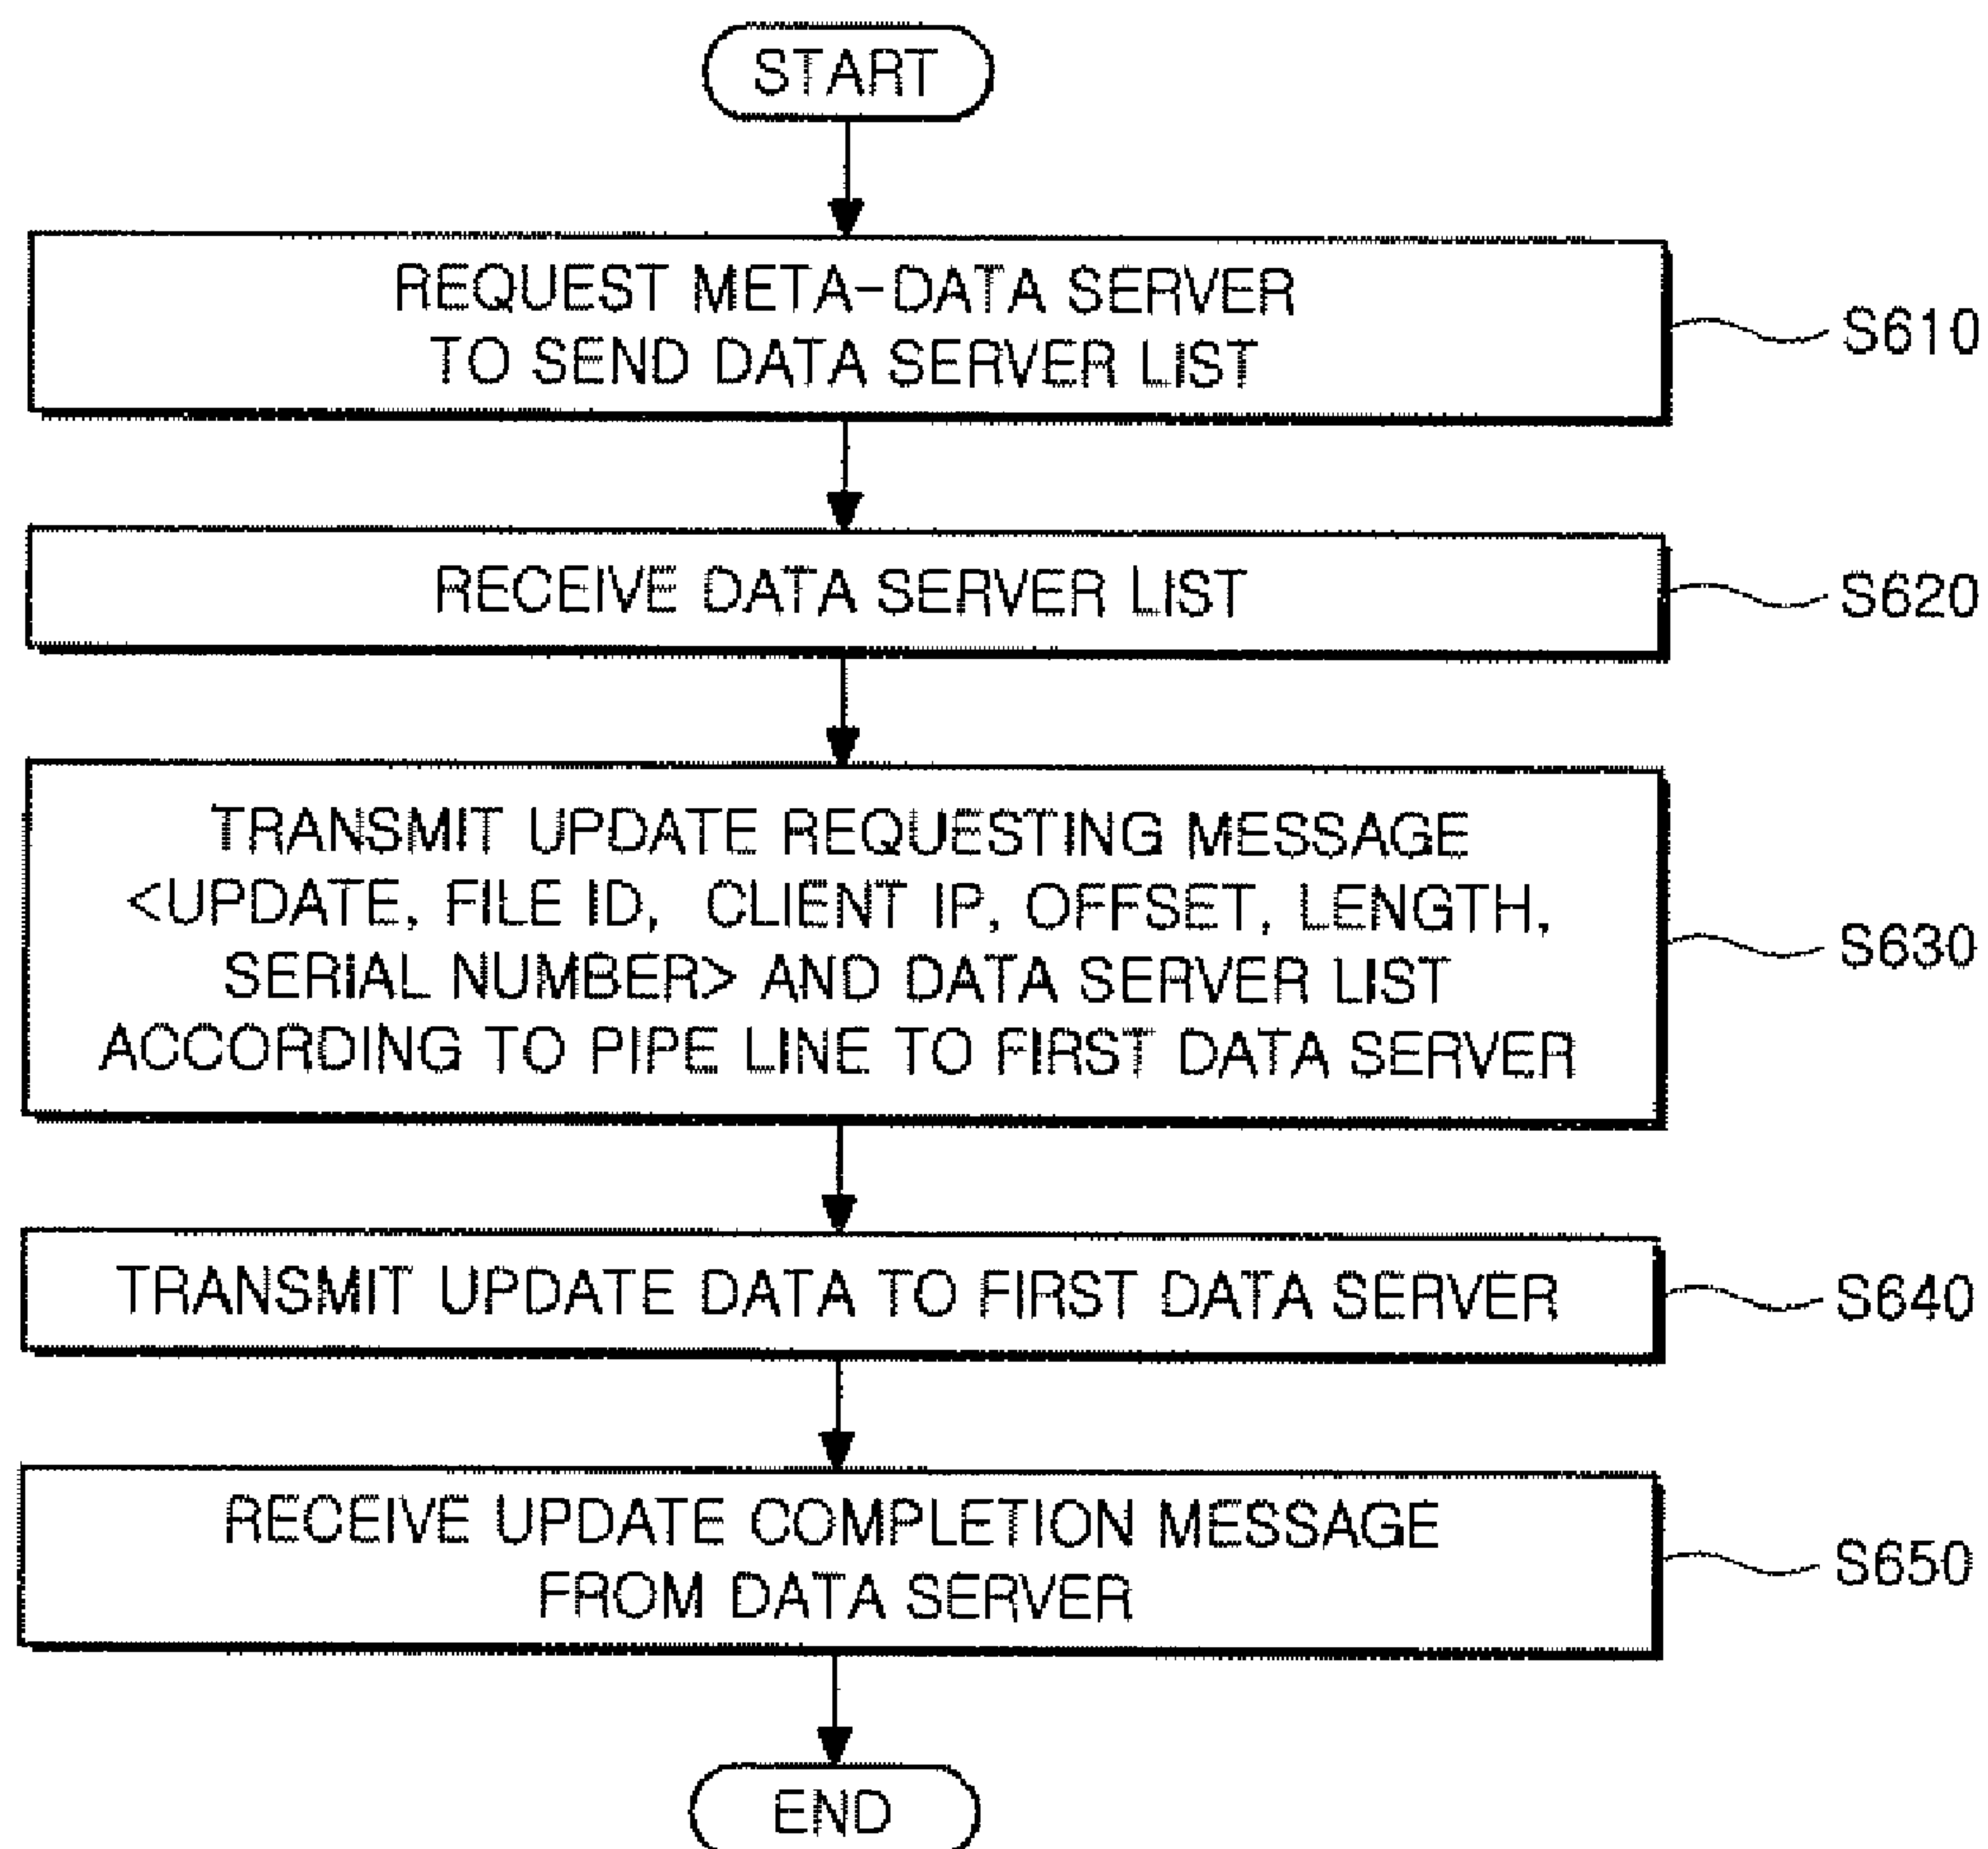 START
REQUEST META-DATA SERVER
TO SEND DATA SERVER LIST
S610
RECEIVE DATA SERVER LIST
S620
TRANSMIT UPDATE REQUESTING MESSAGE
<UPDATE, FILE ID, CLIENT IP, OFFSET, LENGTH,
SERIAL NUMBER> AND DATA SERVER LIST
ACCORDING TO PIPE LINE TO FIRST DATA SERVER
S630
TRANSMIT UPDATE DATA TO FIRST DATA SERVER
S640
RECEIVE UPDATE COMPLETION MESSAGE
FROM DATA SERVER
S650
END